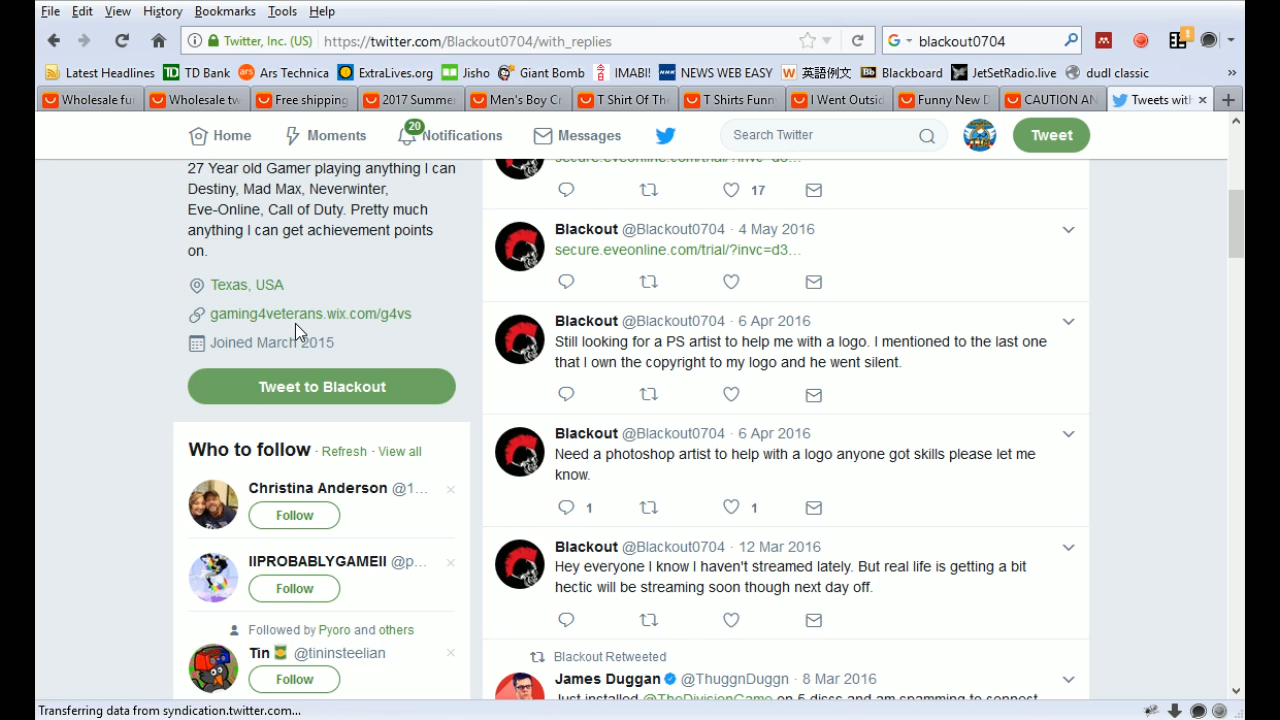 File Edit View History Bookmarks Tools Help
Twitter, Inc. (US) https://twitter.com/Blackout0704/with_replies blackout0704 1
Latest Headlines TD TD Bank ars Ars Technica ExtraLives.org Jisho Giant Bomb IMABI! NHK NEWS WEB EASY W 英語例文 Bb Blackboard JetSetRadio.live dudl classic »
Wholesale fu Wholesale tw Free shipping 2017 Summe Men's Boy Cr T Shirt Of The T Shirts Funn I Went Outsid Funny New D CAUTION AN Tweets wit
Home Moments 20 Notifications Messages Search Twitter Tweet
27 Year old Gamer playing anything I can
Destiny, Mad Max, Neverwinter,
Eve-Online, Call of Duty. Pretty much
anything I can get achievement points
on.
Texas, USA
gaming4veterans.wix.com/g4vs
Joined March 2015
Tweet to Blackout
Who to follow · Refresh · View all
Christina Anderson @1...
Follow
IIPROBABLYGAMEII @p...
Follow
Followed by Pyoro and others
Tin @tininsteelian
Follow
secure.eveonline.com/trial/?invc=d3...
17
Blackout @Blackout0704 · 4 May 2016
secure.eveonline.com/trial/?invc=d3...
Blackout @Blackout0704 · 6 Apr 2016
Still looking for a PS artist to help me with a logo. I mentioned to the last one
that I own the copyright to my logo and he went silent.
Blackout @Blackout0704 · 6 Apr 2016
Need a photoshop artist to help with a logo anyone got skills please let me
know.
1 1
Blackout @Blackout0704 · 12 Mar 2016
Hey everyone I know I haven't streamed lately. But real life is getting a bit
hectic will be streaming soon though next day off.
Blackout Retweeted
James Duggan @ThuggnDuggn · 8 Mar 2016
Just installed @TheDivisionGame on 5 discs and am spamming to connect
Transferring data from syndication.twitter.com...